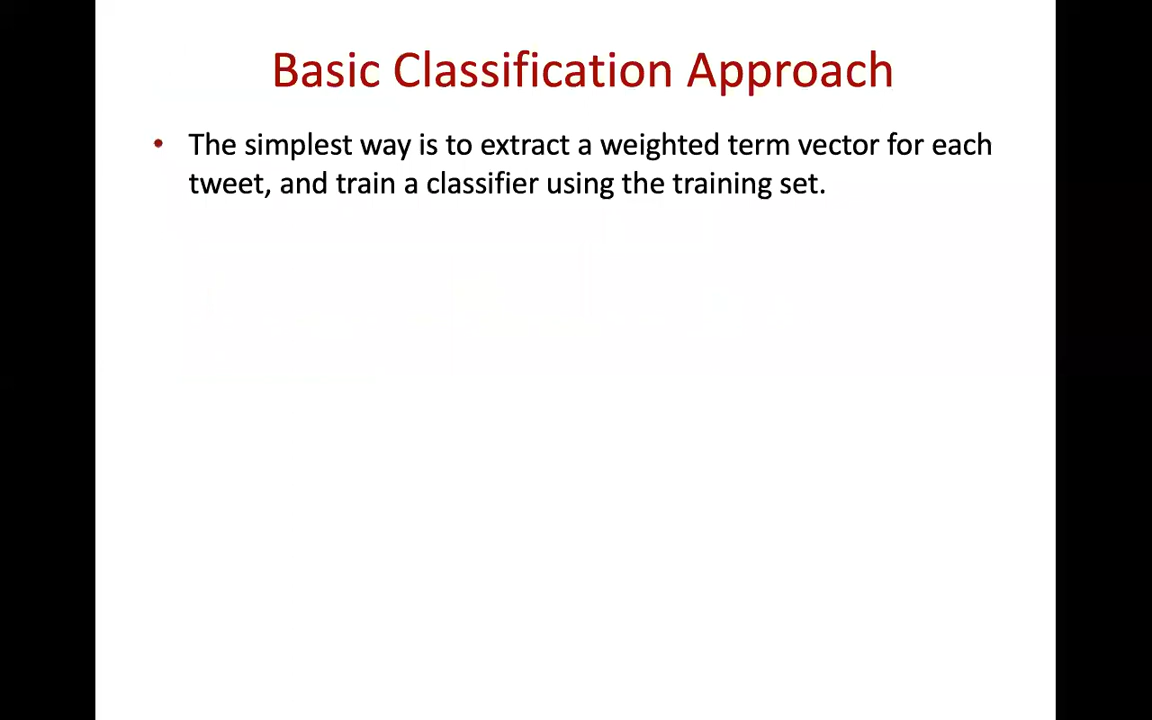 Basic Classification Approach
• The simplest way is to extract a weighted term vector for each
tweet, and train a classifier using the training set.